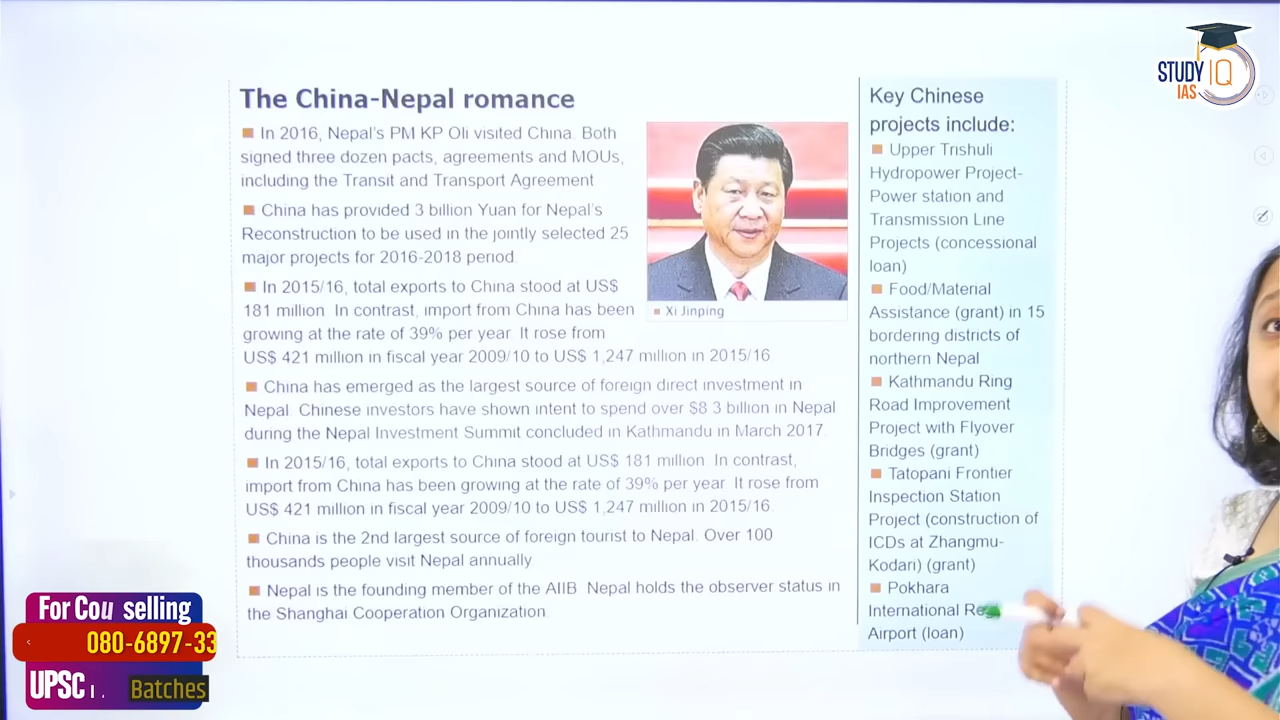 The China-Nepal romance
In 2016, Nepal's PM KP Oli visited China. Both
signed three dozen pacts, agreements and MOUs,
including the Transit and Transport Agreement
China has provided 3 billion Yuan for Nepal's
Reconstruction to be used in the jointly selected 25
major projects for 2016-2018 period.
In 2015/16, total exports to China stood at US$
181 million. In contrast, import from China has been
growing at the rate of 39% per year. It rose from
US$ 421 million in fiscal year 2009/10 to US$ 1,247 million in 2015/16
China has emerged as the largest source of foreign direct investment in
Nepal. Chinese investors have shown intent to spend over $8.3 billion in Nepal
during the Nepal Investment Summit concluded in Kathmandu in March 2017.
In 2015/16, total exports to China stood at US$ 181 million. In contrast,
import from China has been growing at the rate of 39% per year. It rose from
US$ 421 million in fiscal year 2009/10 to US$ 1,247 million in 2015/16.
China is the 2nd largest source of foreign tourist to Nepal. Over 100
thousands people visit Nepal annually
Nepal is the founding member of the AIIB. Nepal holds the observer status in
the Shanghai Cooperation Organization.
Xi Jinping
Key Chinese
projects include:
Upper Trishuli
Hydropower Project-
Power station and
Transmission Line
Projects (concessional
loan)
Food/Material
Assistance (grant) in 15
bordering districts of
northern Nepal
Kathmandu Ring
Road Improvement
Project with Flyover
Bridges (grant)
Tatopani Frontier
Inspection Station
Project (construction of
ICDs at Zhangmu-
Kodari) (grant)
Pokhara
International
Airport (loan)
STUDY IQ
IAS
For Cou selling
080-6897-33
UPSC
Batches